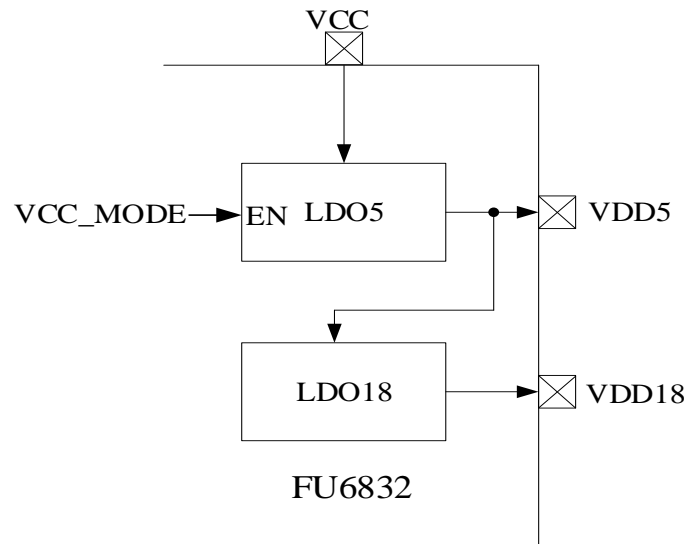 VCC
VCC_MODE
EN
LDO5
VDD5
LDO18
VDD18
FU6832